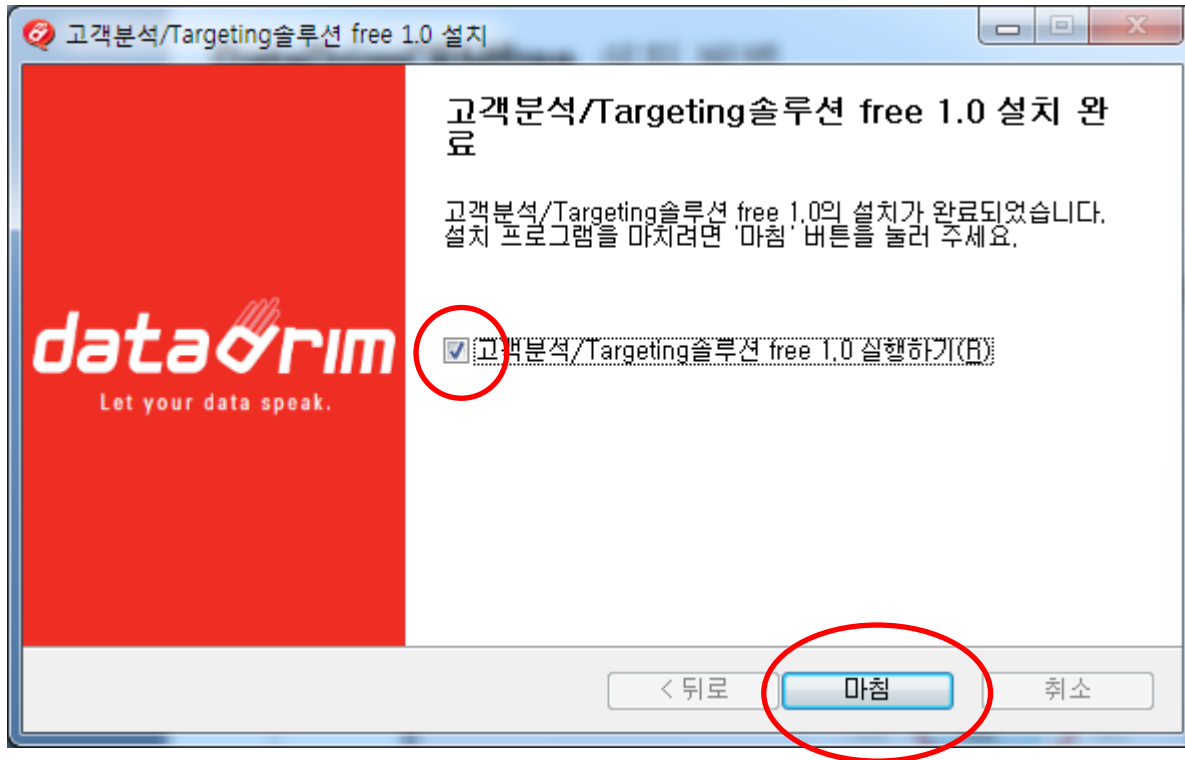 고객분석/Targeting솔루션 free 1.0 설치
고객분석/Targeting솔루션 free 1.0 설치 완
료
고객분석/Targeting솔루션 free 1.0의 설치가 완료되었습니다.
설치 프로그램을 마치려면 '마침' 버튼을 눌러 주세요.
datadrim
Let your data speak.
고객분석/Targeting솔루션 free 1.0 실행하기(R)
< 뒤로
마침
취소